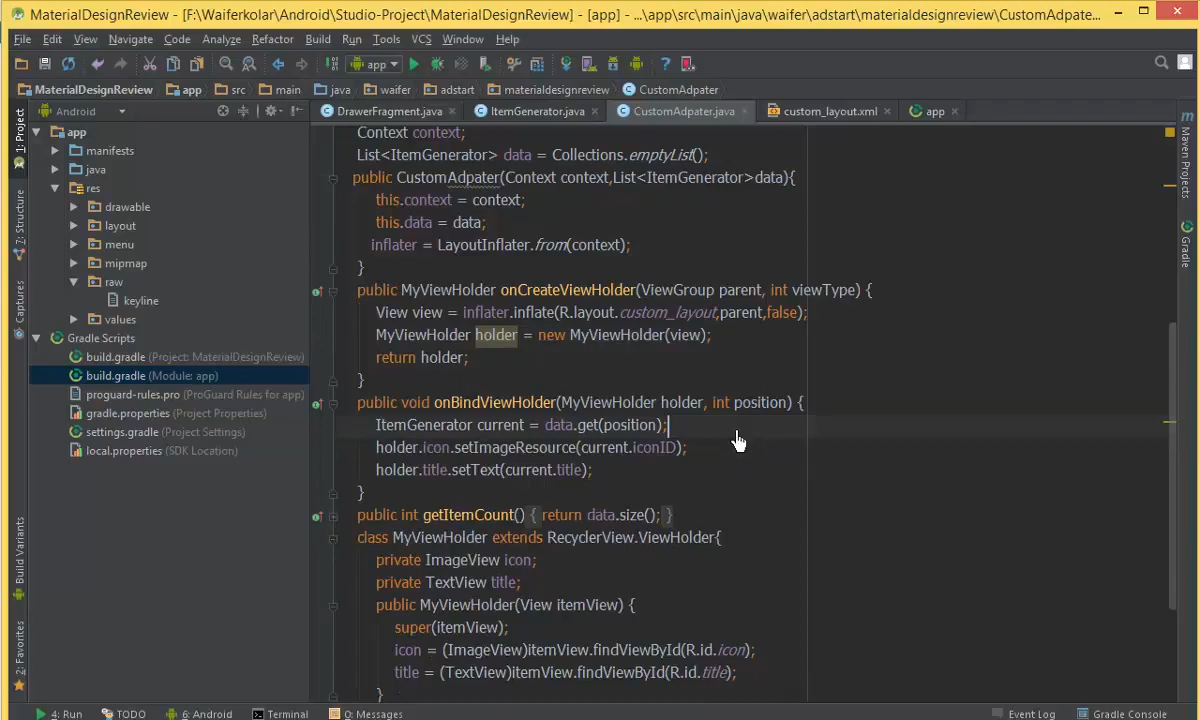 MaterialDesignReview - [F:\Waiferkolar\Android\Studio-Project\MaterialDesignReview] - [app] - ...\app\src\main\java\waifer\adstart\materialdesignreview\CustomAdpate...
File Edit View Navigate Code Analyze Refactor Build Run Tools VCS Window Help
app
MaterialDesignReview app src main java waifer adstart materialdesignreview CustomAdpater
Android DrawerFragment.java ItemGenerator.java CustomAdpater.java custom_layout.xml app
1: Project
7: Structure
Captures
Build Variants
2: Favorites
app
manifests
java
res
drawable
layout
menu
mipmap
raw
keyline
values
Gradle Scripts
build.gradle (Project: MaterialDesignReview)
build.gradle (Module: app)
proguard-rules.pro (ProGuard Rules for app)
gradle.properties (Project Properties)
settings.gradle (Project Settings)
local.properties (SDK Location)
Context context;
List<ItemGenerator> data = Collections.emptyList();
public CustomAdpater(Context context,List<ItemGenerator>data){
this.context = context;
this.data = data;
inflater = LayoutInflater.from(context);
}
public MyViewHolder onCreateViewHolder(ViewGroup parent, int viewType) {
View view = inflater.inflate(R.layout.custom_layout,parent,false);
MyViewHolder holder = new MyViewHolder(view);
return holder;
}
public void onBindViewHolder(MyViewHolder holder, int position) {
ItemGenerator current = data.get(position);
holder.icon.setImageResource(current.iconID);
holder.title.setText(current.title);
}
public int getItemCount() { return data.size(); }
class MyViewHolder extends RecyclerView.ViewHolder{
private ImageView icon;
private TextView title;
public MyViewHolder(View itemView) {
super(itemView);
icon = (ImageView)itemView.findViewById(R.id.icon);
title = (TextView)itemView.findViewById(R.id.title);
}
m
Maven Projects
Gradle
4: Run TODO 6: Android Terminal 0: Messages Event Log Gradle Console